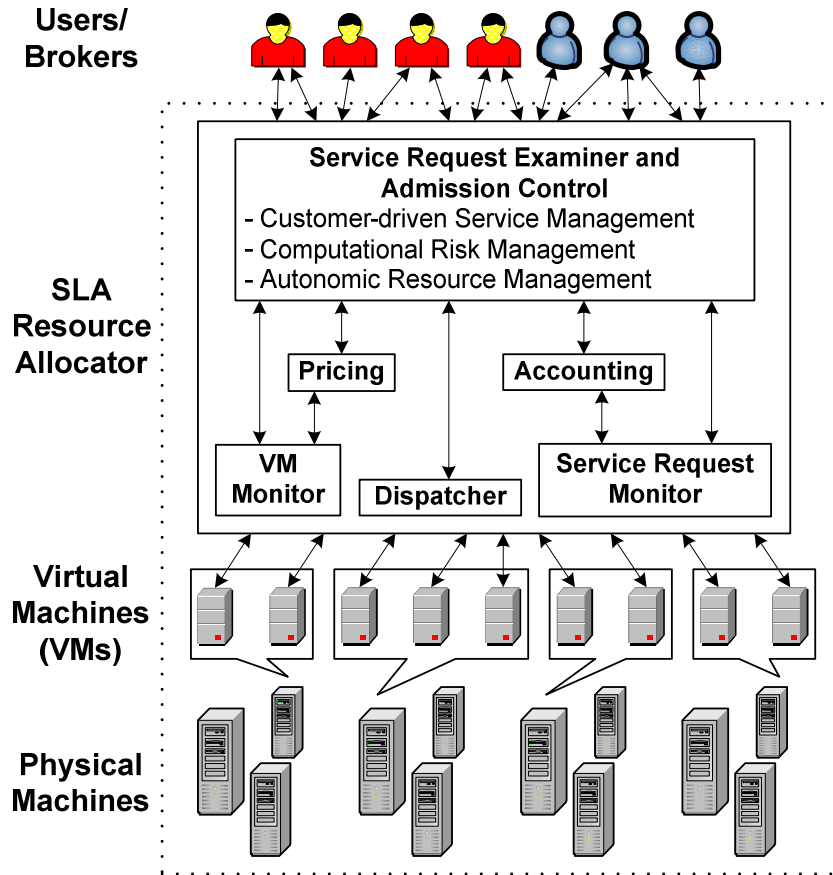 Users/
Brokers
Service Request Examiner and
Admission Control
- Customer-driven Service Management
- Computational Risk Management
- Autonomic Resource Management
SLA
Resource
Allocator
Pricing
Accounting
VM
Monitor
Dispatcher
Service Request
Monitor
Virtual
Machines
(VMs)
Physical
Machines